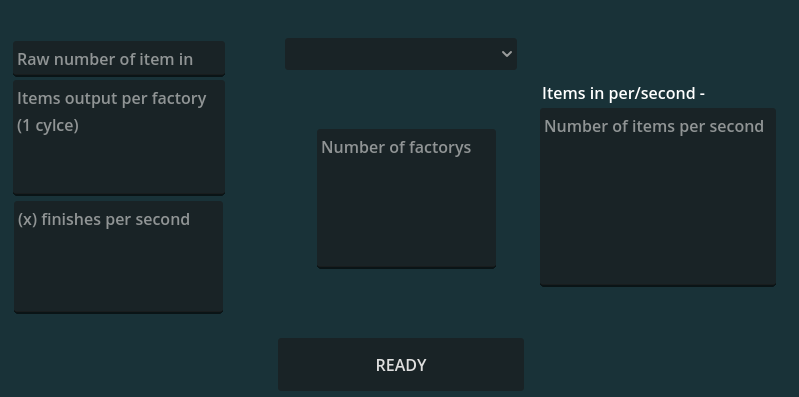 Raw number of item in
Items output per factory
(1 cylce)
(x) finishes per second
Number of factorys
Items in per/second -
Number of items per second
READY